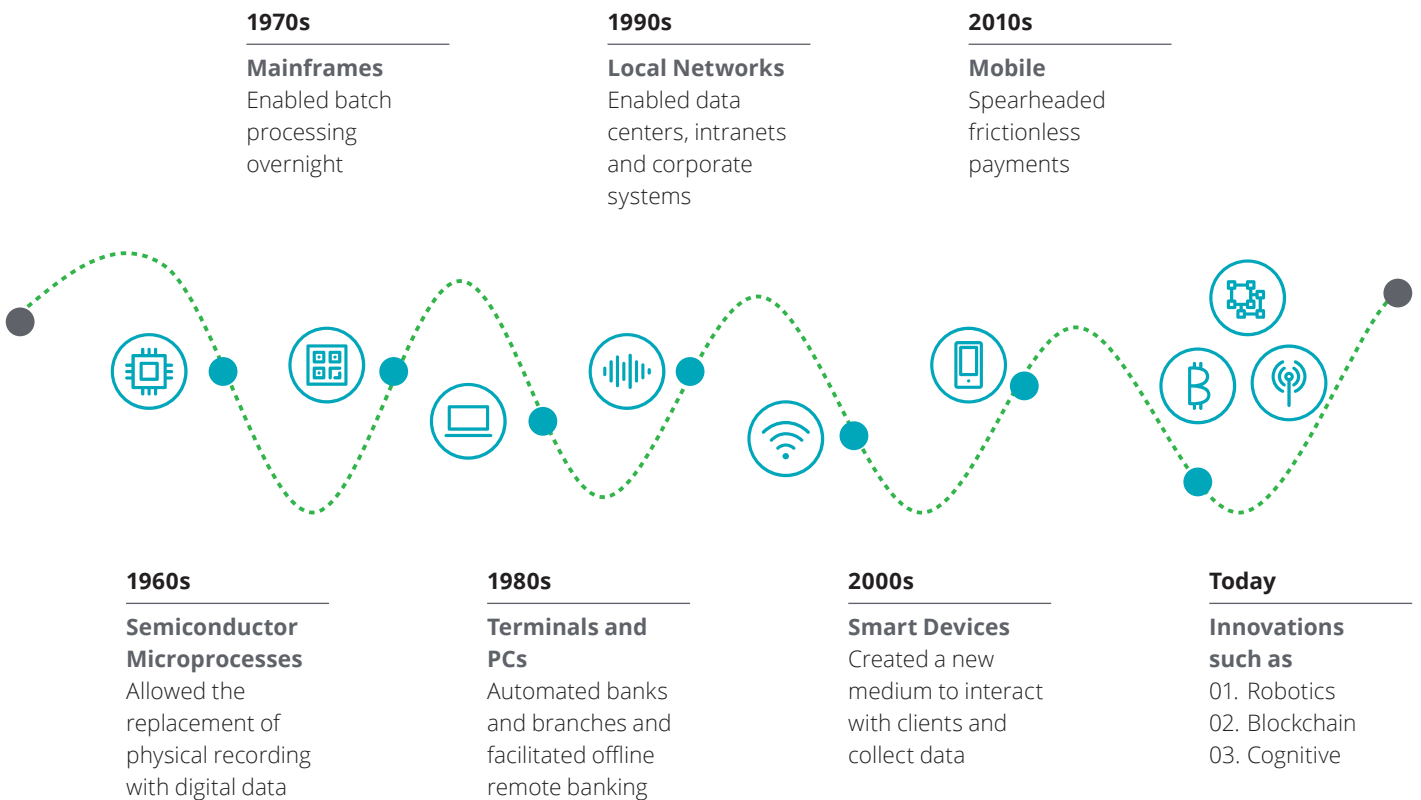 1970s
Mainframes
Enabled batch
processing
overnight
1990s
Local Networks
Enabled data
centers, intranets
and corporate
systems
2010s
Mobile
Spearheaded
frictionless
payments
1960s
Semiconductor
Microprocesses
Allowed the
replacement of
physical recording
with digital data
1980s
Terminals and
PCs
Automated banks
and branches and
facilitated offline
remote banking
2000s
Smart Devices
Created a new
medium to interact
with clients and
collect data
Today
Innovations
such as
01. Robotics
02. Blockchain
03. Cognitive